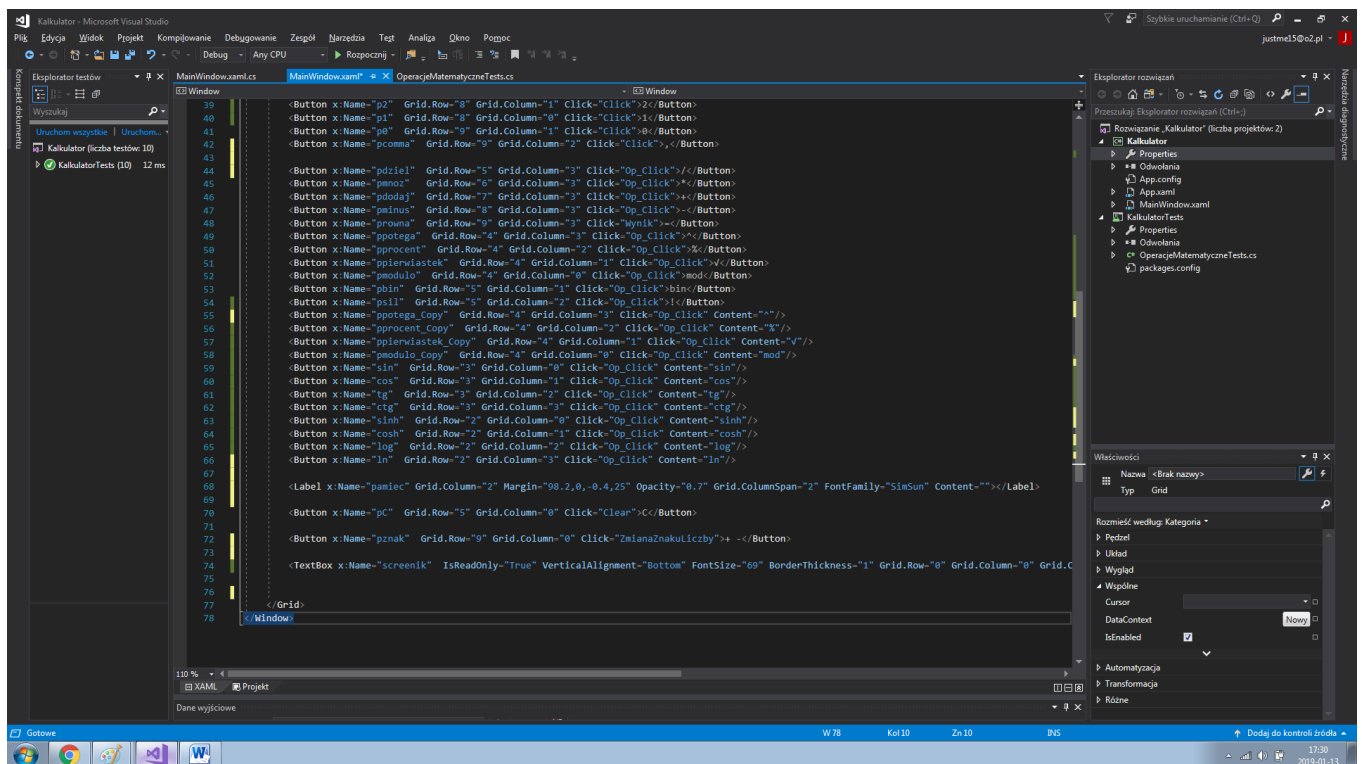 Kalkulator - Microsoft Visual Studio
Szybkie uruchamianie (Ctrl+Q)
Plik Edycja Widok Projekt Kompilowanie Debugowanie Zespół Narzędzia Test Analiza Okno Pomoc
justme15@o2.pl
J
Debug Any CPU Rozpocznij
Konspekt dokumentu
Eksplorator testów
Wyszukaj
Uruchom wszystkie | Uruchom...
Kalkulator (liczba testów: 10)
KalkulatorTests (10) 12 ms
MainWindow.xaml.cs MainWindow.xaml* OperacjeMatematyczneTests.cs
Window Window
39 <Button x:Name="p2" Grid.Row="8" Grid.Column="1" Click="Click">2</Button>
40 <Button x:Name="p1" Grid.Row="8" Grid.Column="0" Click="Click">1</Button>
41 <Button x:Name="p0" Grid.Row="9" Grid.Column="1" Click="Click">0</Button>
42 <Button x:Name="pcomma" Grid.Row="9" Grid.Column="2" Click="Click">,</Button>
43
44 <Button x:Name="pdziel" Grid.Row="5" Grid.Column="3" Click="Op_Click">/</Button>
45 <Button x:Name="pmnoz" Grid.Row="6" Grid.Column="3" Click="Op_Click">*</Button>
46 <Button x:Name="pdodaj" Grid.Row="7" Grid.Column="3" Click="Op_Click">+</Button>
47 <Button x:Name="pminus" Grid.Row="8" Grid.Column="3" Click="Op_Click">-</Button>
48 <Button x:Name="prowna" Grid.Row="9" Grid.Column="3" Click="Wynik">=</Button>
49 <Button x:Name="ppotega" Grid.Row="4" Grid.Column="3" Click="Op_Click">^</Button>
50 <Button x:Name="pprocent" Grid.Row="4" Grid.Column="2" Click="Op_Click">%</Button>
51 <Button x:Name="ppierwiastek" Grid.Row="4" Grid.Column="1" Click="Op_Click">√</Button>
52 <Button x:Name="pmodulo" Grid.Row="4" Grid.Column="0" Click="Op_Click">mod</Button>
53 <Button x:Name="pbin" Grid.Row="5" Grid.Column="1" Click="Op_Click">bin</Button>
54 <Button x:Name="psil" Grid.Row="5" Grid.Column="2" Click="Op_Click">!</Button>
55 <Button x:Name="ppotega_Copy" Grid.Row="4" Grid.Column="3" Click="Op_Click" Content="^"/>
56 <Button x:Name="pprocent_Copy" Grid.Row="4" Grid.Column="2" Click="Op_Click" Content="%"/>
57 <Button x:Name="ppierwiastek_Copy" Grid.Row="4" Grid.Column="1" Click="Op_Click" Content="√"/>
58 <Button x:Name="pmodulo_Copy" Grid.Row="4" Grid.Column="0" Click="Op_Click" Content="mod"/>
59 <Button x:Name="sin" Grid.Row="3" Grid.Column="0" Click="Op_Click" Content="sin"/>
60 <Button x:Name="cos" Grid.Row="3" Grid.Column="1" Click="Op_Click" Content="cos"/>
61 <Button x:Name="tg" Grid.Row="3" Grid.Column="2" Click="Op_Click" Content="tg"/>
62 <Button x:Name="ctg" Grid.Row="3" Grid.Column="3" Click="Op_Click" Content="ctg"/>
63 <Button x:Name="sinh" Grid.Row="2" Grid.Column="0" Click="Op_Click" Content="sinh"/>
64 <Button x:Name="cosh" Grid.Row="2" Grid.Column="1" Click="Op_Click" Content="cosh"/>
65 <Button x:Name="log" Grid.Row="2" Grid.Column="2" Click="Op_Click" Content="log"/>
66 <Button x:Name="ln" Grid.Row="2" Grid.Column="3" Click="Op_Click" Content="ln"/>
67
68 <Label x:Name="pamiec" Grid.Column="2" Margin="98.2,0,-0.4,25" Opacity="0.7" Grid.ColumnSpan="2" FontFamily="SimSun" Content=""></Label>
69
70 <Button x:Name="pC" Grid.Row="5" Grid.Column="0" Click="Clear">C</Button>
71
72 <Button x:Name="pznak" Grid.Row="9" Grid.Column="0" Click="ZmianaZnakuLiczby">+ -</Button>
73
74 <TextBox x:Name="screenik" IsReadOnly="True" VerticalAlignment="Bottom" FontSize="69" BorderThickness="1" Grid.Row="0" Grid.Column="0" Grid.C
75
76
77 </Grid>
78 </Window>
110 %
XAML Projekt
Dane wyjściowe
Eksplorator rozwiązań
Przeszukaj: Eksplorator rozwiązań (Ctrl+;)
Rozwiązanie „Kalkulator" (liczba projektów: 2)
Kalkulator
Properties
Odwołania
App.config
App.xaml
MainWindow.xaml
KalkulatorTests
Properties
Odwołania
OperacjeMatematyczneTests.cs
packages.config
Narzędzia diagnostyczne
Właściwości
Nazwa <Brak nazwy>
Typ Grid
Rozmieść według: Kategoria
Pędzel
Układ
Wygląd
Wspólne
Cursor
DataContext Nowy
IsEnabled
Automatyzacja
Transformacja
Różne
Gotowe W 78 Kol 10 Zn 10 INS Dodaj do kontroli źródła
17:30
2019-01-13